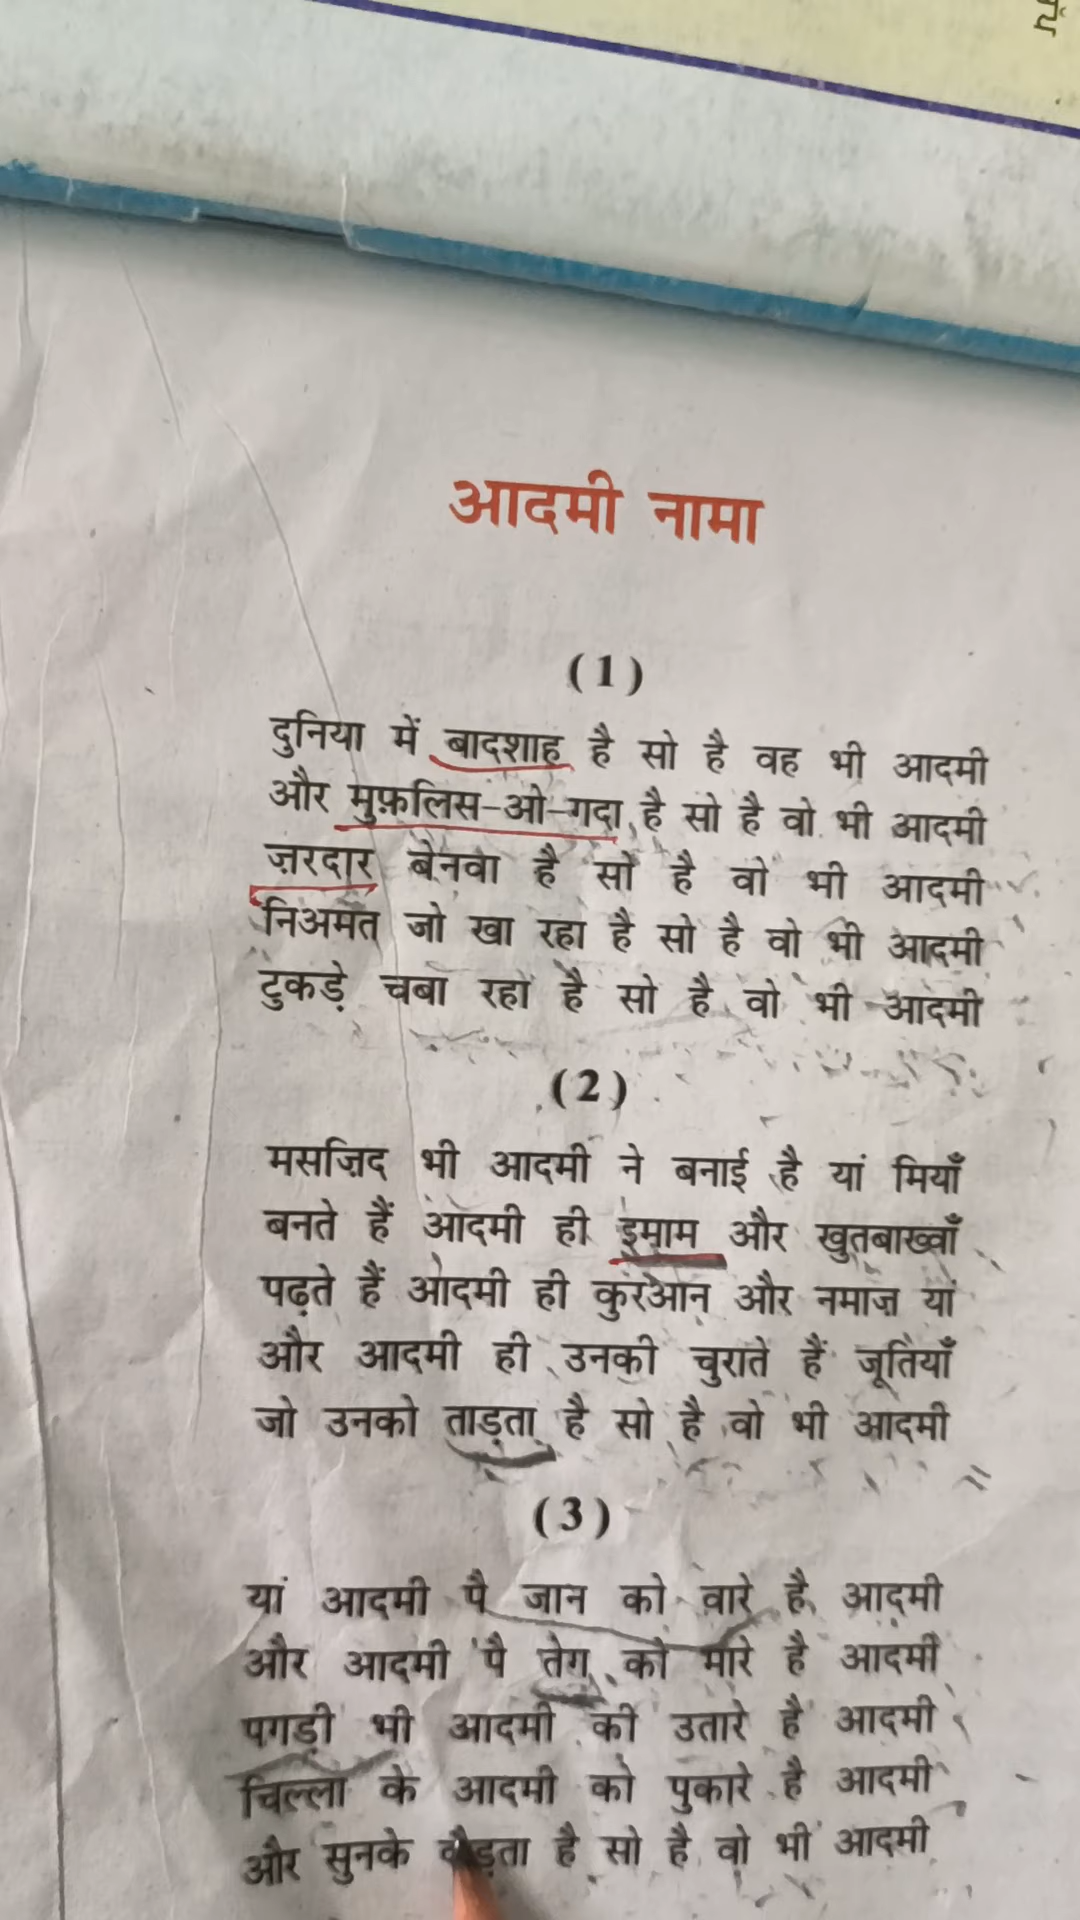 आदमी नामा
(1)
दुनिया में बादशाह है सो है वह भी आदमी
और मुफ़लिस-ओ-गदा है सो है वो भी आदमी
ज़रदार बेनवा है सो है वो भी आदमी
निअमत जो खा रहा है सो है वो भी आदमी
टुकड़े चबा रहा है सो है वो भी आदमी
(2)
मसज़िद भी आदमी ने बनाई है यां मियाँ
बनते हैं आदमी ही इमाम और खुतबाख्वाँ
पढ़ते हैं आदमी ही कुरआन और नमाज़ यां
और आदमी ही उनकी चुराते हैं जूतियाँ
जो उनको ताड़ता है सो है वो भी आदमी
(3)
यां आदमी पै जान को वारे है आदमी
और आदमी पै तेग को मारे है आदमी
पगड़ी भी आदमी की उतारे है आदमी
चिल्ला के आदमी को पुकारे है आदमी
और सुनके दौड़ता है सो है वो भी आदमी